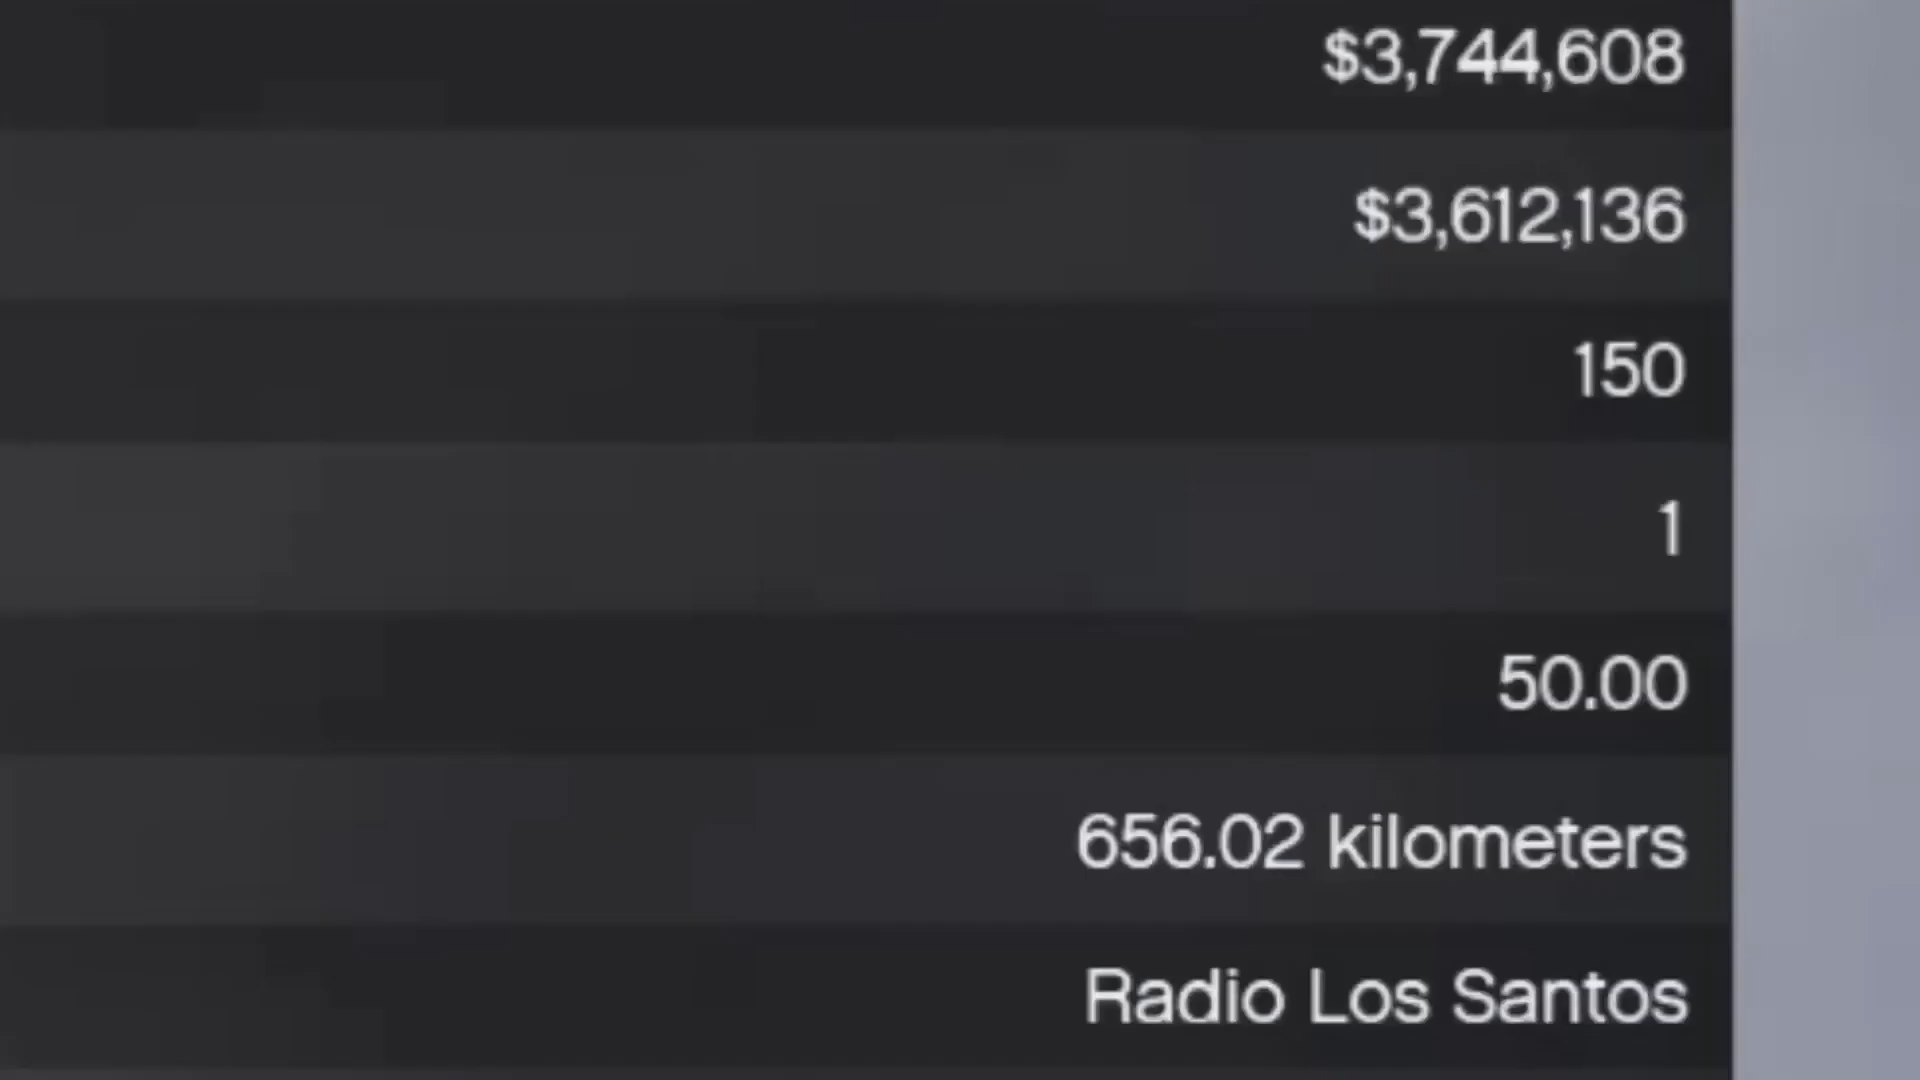 $3,744,608
$3,612,136
150
1
50.00
656.02 kilometers
Radio Los Santos